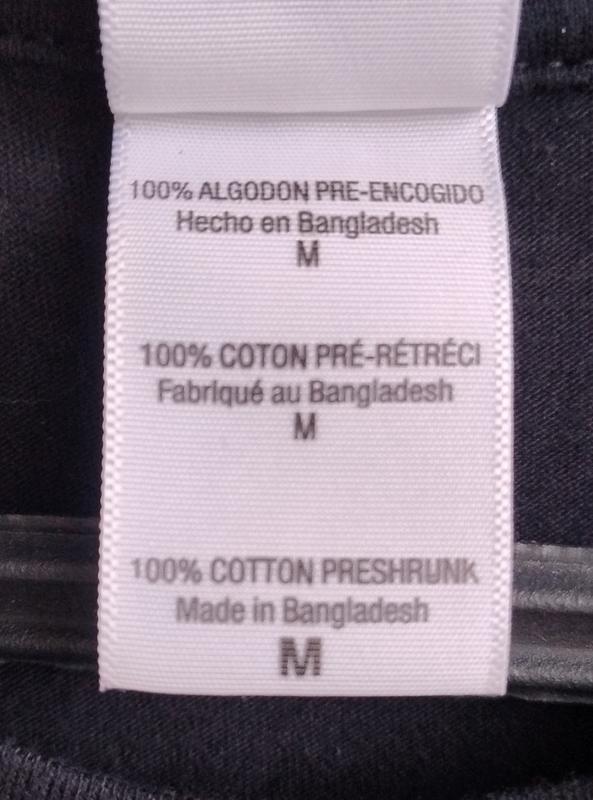 100% ALGODON PRE-ENCOGIDO
Hecho en Bangladesh
M
100% COTON PRÉ-RÉTRÉCI
Fabriqué au Bangladesh
M
100% COTTON PRESHRUNK
Made in Bangladesh
M